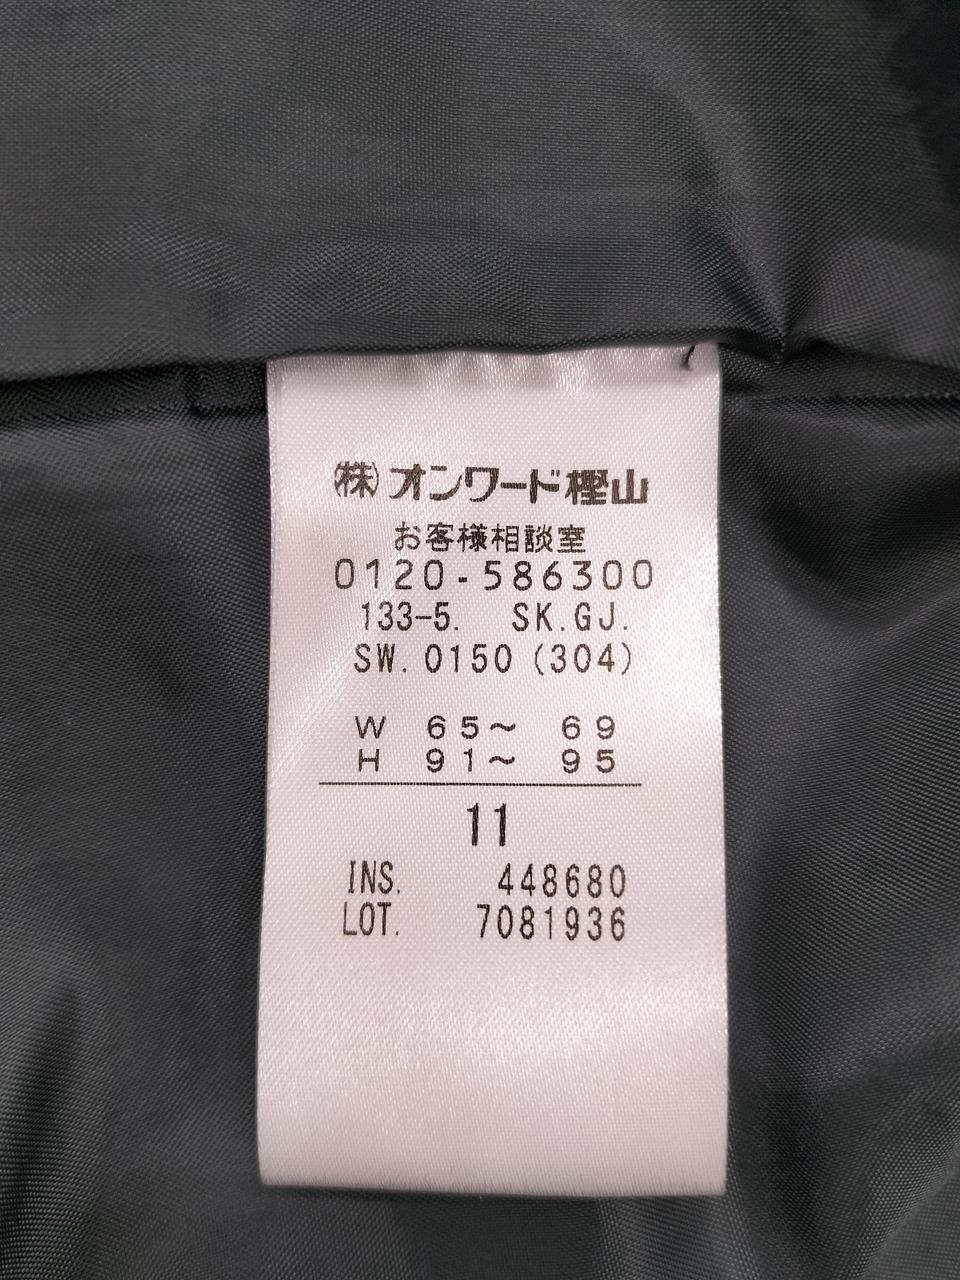 ㈱オンワード樫山
お客様相談室
0120-586300
133-5. SK.GJ.
SW. 0150 (304)
W 65～ 69
H 91～ 95
11
INS. 448680
LOT. 7081936